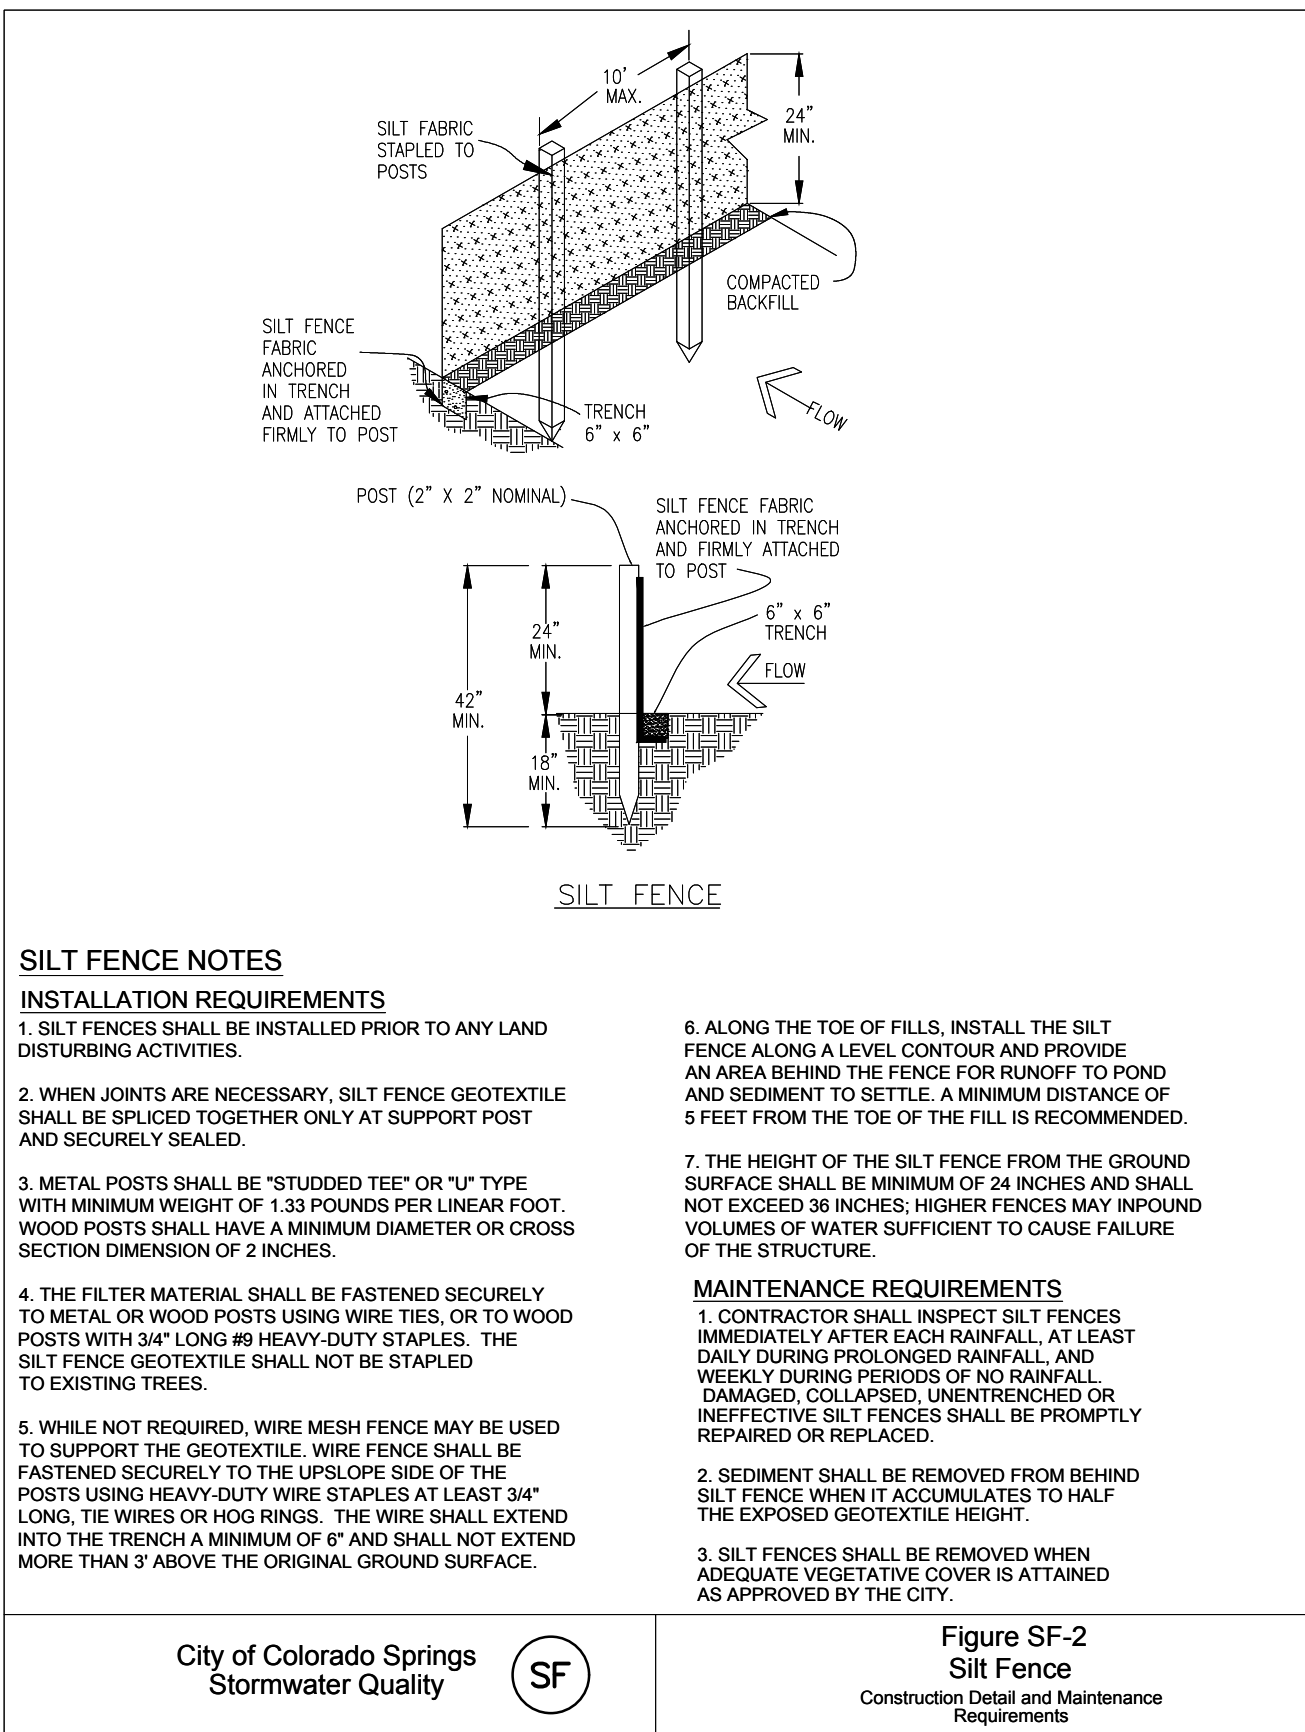 10'
MAX.
24"
MIN.
SILT FABRIC
STAPLED TO
POSTS
COMPACTED
BACKFILL
SILT FENCE
FABRIC
ANCHORED
IN TRENCH
AND ATTACHED
FIRMLY TO POST
TRENCH
6" x 6"
FLOW
POST (2" X 2" NOMINAL)
SILT FENCE FABRIC
ANCHORED IN TRENCH
AND FIRMLY ATTACHED
TO POST
6" x 6"
TRENCH
24"
MIN.
FLOW
42"
MIN.
18"
MIN.
SILT FENCE
SILT FENCE NOTES
INSTALLATION REQUIREMENTS
1. SILT FENCES SHALL BE INSTALLED PRIOR TO ANY LAND
DISTURBING ACTIVITIES.
2. WHEN JOINTS ARE NECESSARY, SILT FENCE GEOTEXTILE
SHALL BE SPLICED TOGETHER ONLY AT SUPPORT POST
AND SECURELY SEALED.
3. METAL POSTS SHALL BE "STUDDED TEE" OR "U" TYPE
WITH MINIMUM WEIGHT OF 1.33 POUNDS PER LINEAR FOOT.
WOOD POSTS SHALL HAVE A MINIMUM DIAMETER OR CROSS
SECTION DIMENSION OF 2 INCHES.
4. THE FILTER MATERIAL SHALL BE FASTENED SECURELY
TO METAL OR WOOD POSTS USING WIRE TIES, OR TO WOOD
POSTS WITH 3/4" LONG #9 HEAVY-DUTY STAPLES. THE
SILT FENCE GEOTEXTILE SHALL NOT BE STAPLED
TO EXISTING TREES.
5. WHILE NOT REQUIRED, WIRE MESH FENCE MAY BE USED
TO SUPPORT THE GEOTEXTILE. WIRE FENCE SHALL BE
FASTENED SECURELY TO THE UPSLOPE SIDE OF THE
POSTS USING HEAVY-DUTY WIRE STAPLES AT LEAST 3/4"
LONG, TIE WIRES OR HOG RINGS. THE WIRE SHALL EXTEND
INTO THE TRENCH A MINIMUM OF 6" AND SHALL NOT EXTEND
MORE THAN 3' ABOVE THE ORIGINAL GROUND SURFACE.
6. ALONG THE TOE OF FILLS, INSTALL THE SILT
FENCE ALONG A LEVEL CONTOUR AND PROVIDE
AN AREA BEHIND THE FENCE FOR RUNOFF TO POND
AND SEDIMENT TO SETTLE. A MINIMUM DISTANCE OF
5 FEET FROM THE TOE OF THE FILL IS RECOMMENDED.
7. THE HEIGHT OF THE SILT FENCE FROM THE GROUND
SURFACE SHALL BE MINIMUM OF 24 INCHES AND SHALL
NOT EXCEED 36 INCHES; HIGHER FENCES MAY INPOUND
VOLUMES OF WATER SUFFICIENT TO CAUSE FAILURE
OF THE STRUCTURE.
MAINTENANCE REQUIREMENTS
1. CONTRACTOR SHALL INSPECT SILT FENCES
IMMEDIATELY AFTER EACH RAINFALL, AT LEAST
DAILY DURING PROLONGED RAINFALL, AND
WEEKLY DURING PERIODS OF NO RAINFALL.
DAMAGED, COLLAPSED, UNENTRENCHED OR
INEFFECTIVE SILT FENCES SHALL BE PROMPTLY
REPAIRED OR REPLACED.
2. SEDIMENT SHALL BE REMOVED FROM BEHIND
SILT FENCE WHEN IT ACCUMULATES TO HALF
THE EXPOSED GEOTEXTILE HEIGHT.
3. SILT FENCES SHALL BE REMOVED WHEN
ADEQUATE VEGETATIVE COVER IS ATTAINED
AS APPROVED BY THE CITY.
City of Colorado Springs
Stormwater Quality
SF
Figure SF-2
Silt Fence
Construction Detail and Maintenance
Requirements